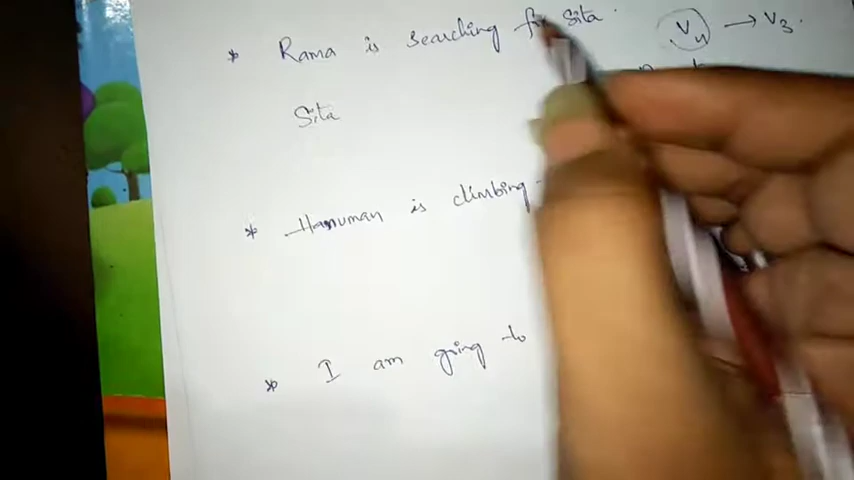 * Rama is searching for Sita. V4 → V3.
Sita
* Hanuman is climbing
* I am going to